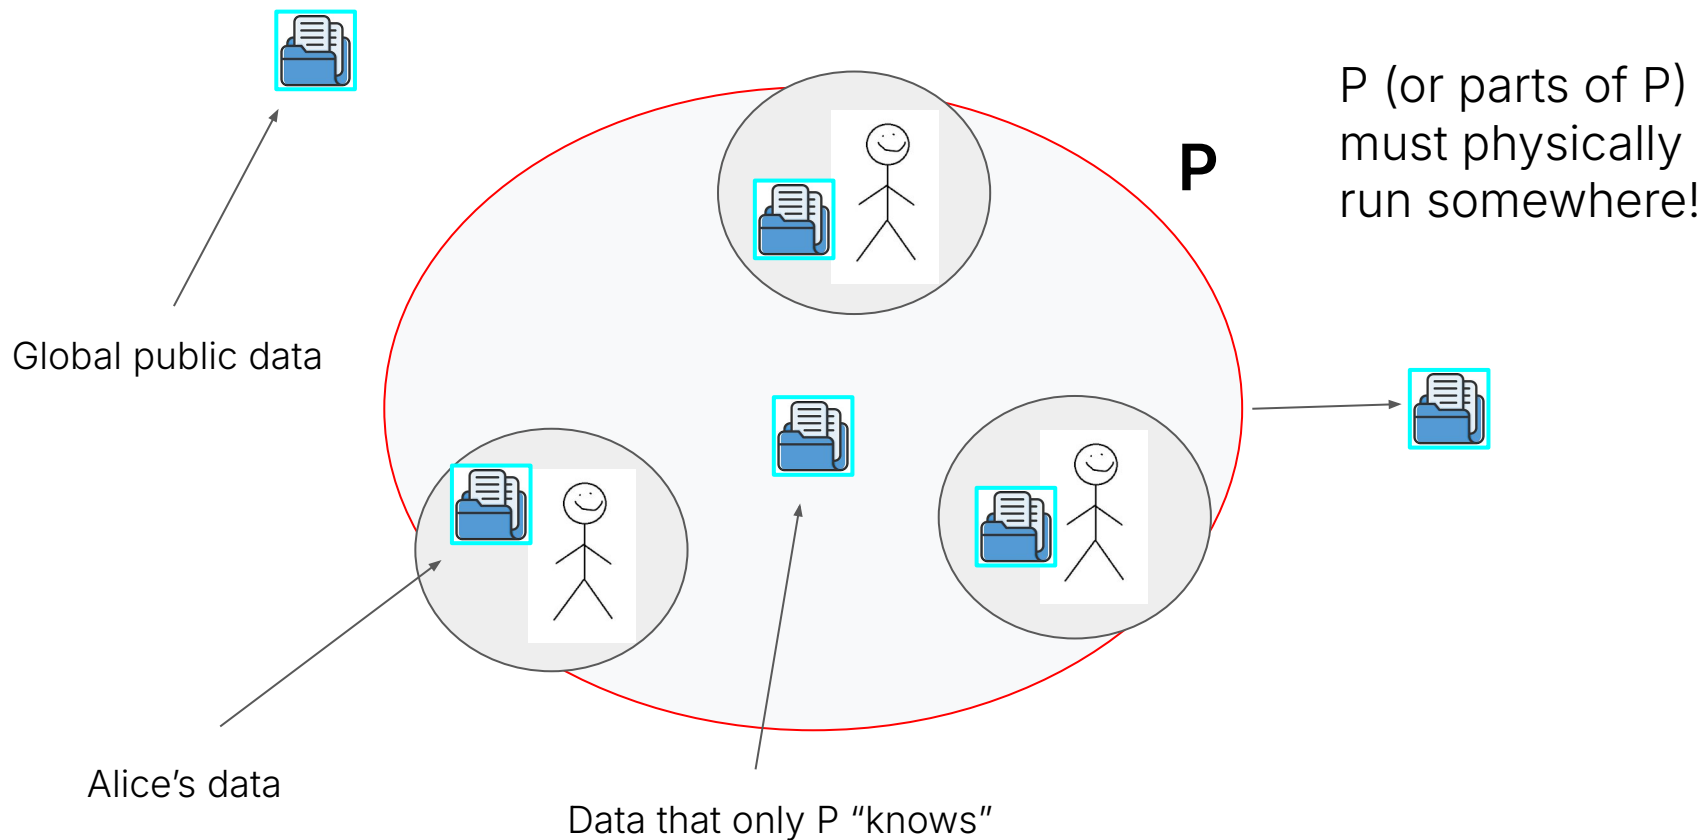 P (or parts of P)
must physically
run somewhere!
P
Global public data
Alice’s data
Data that only P “knows”